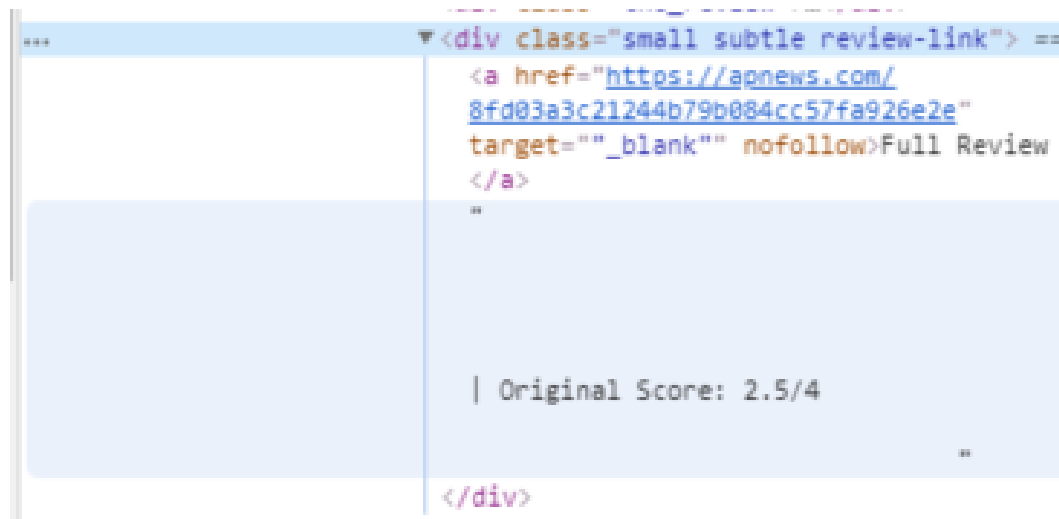 ...
▼<div class="small subtle review-link"> ==
<a href="https://apnews.com/
8fd03a3c21244b79b084cc57fa926e2e"
target=""_blank"" nofollow>Full Review
</a>
"
| Original Score: 2.5/4
"
</div>